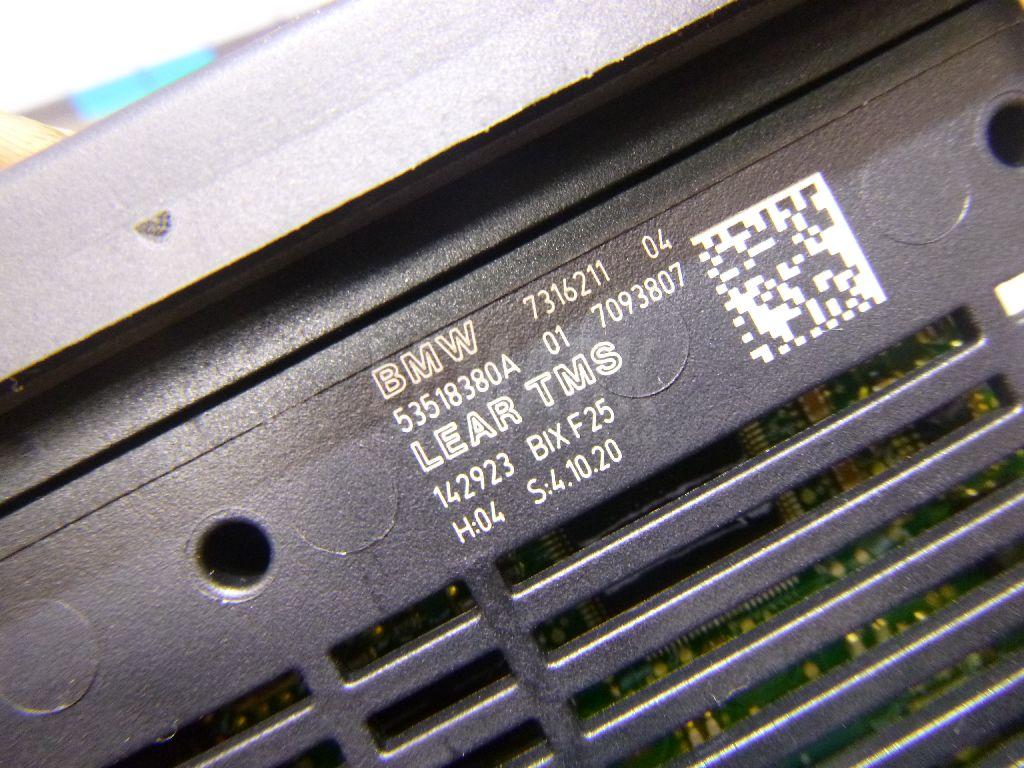 BMW 7316211 04
53518380A 01 7093807
LEAR TMS
142923 BIX F25
H:04 S:4.10.20